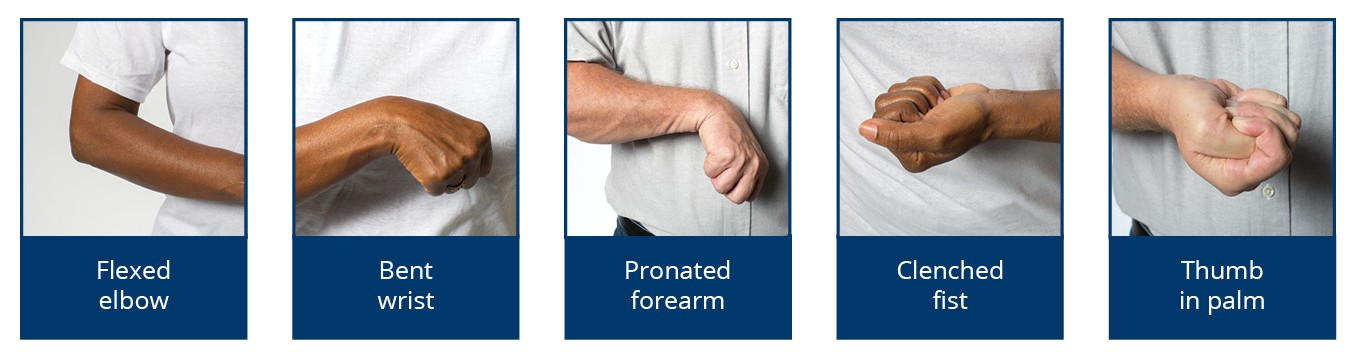 Flexed
elbow
Bent
wrist
Pronated
forearm
Clenched
fist
Thumb
in palm